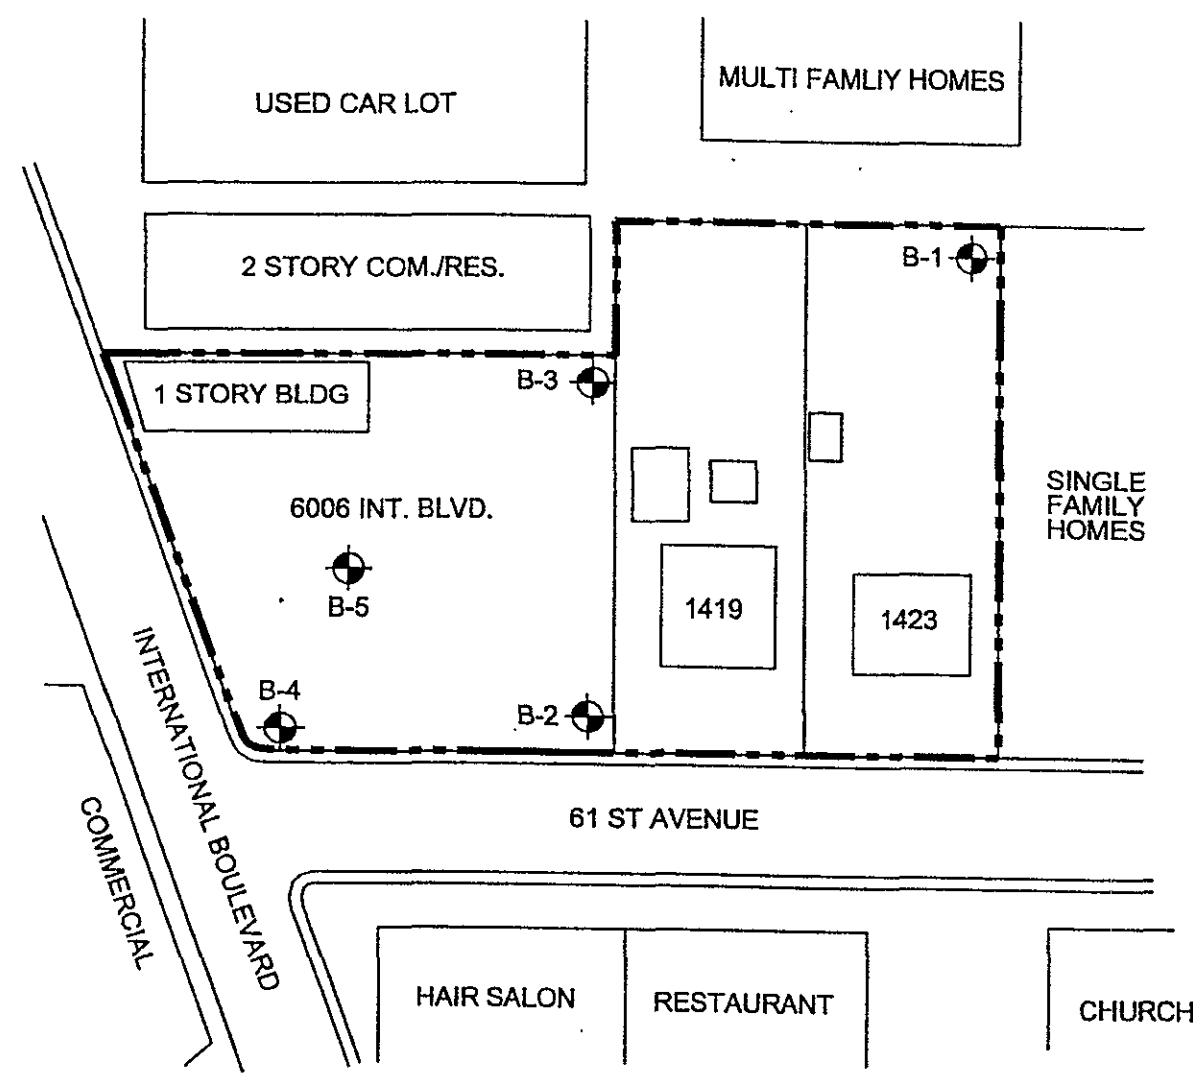 USED CAR LOT
MULTI FAMLIY HOMES
2 STORY COM./RES.
B-1
B-3
1 STORY BLDG
SINGLE
FAMILY
HOMES
6006 INT. BLVD.
B-5
1419
1423
B-4
B-2
INTERNATIONAL BOULEVARD
61 ST AVENUE
COMMERCIAL
HAIR SALON
RESTAURANT
CHURCH